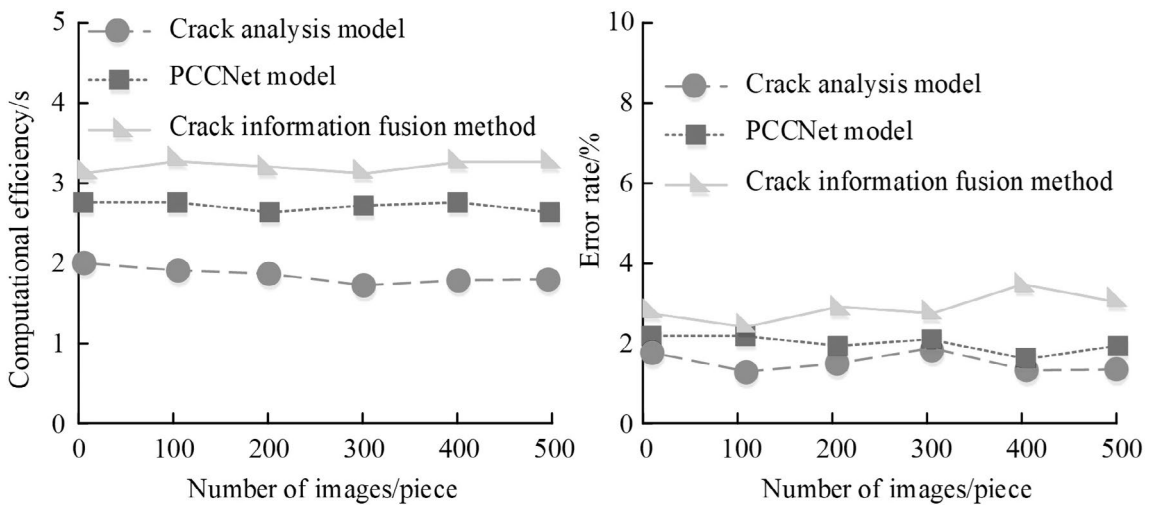 5
4
3
2
1
0
Computational efficiency/s
Crack analysis model
PCCNet model
Crack information fusion method
0 100 200 300 400 500
Number of images/piece
10
8
6
4
2
0
Error rate/%
Crack analysis model
PCCNet model
Crack information fusion method
0 100 200 300 400 500
Number of images/piece